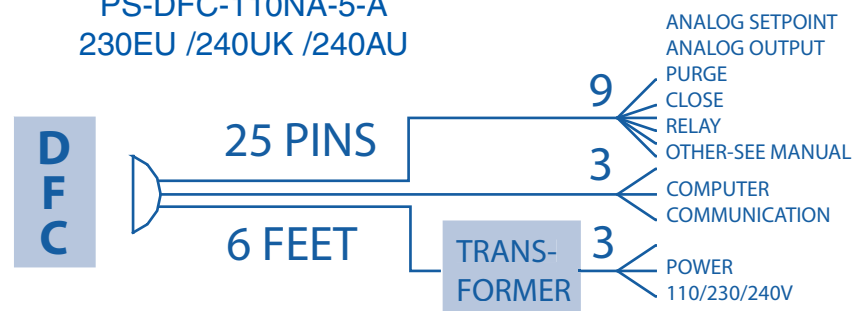 PS-DFC-110NA-5-A
230EU /240UK /240AU
DFC
25 PINS
6 FEET
TRANS-
FORMER
9
ANALOG SETPOINT
ANALOG OUTPUT
PURGE
CLOSE
RELAY
OTHER-SEE MANUAL
3
COMPUTER
COMMUNICATION
3
POWER
110/230/240V